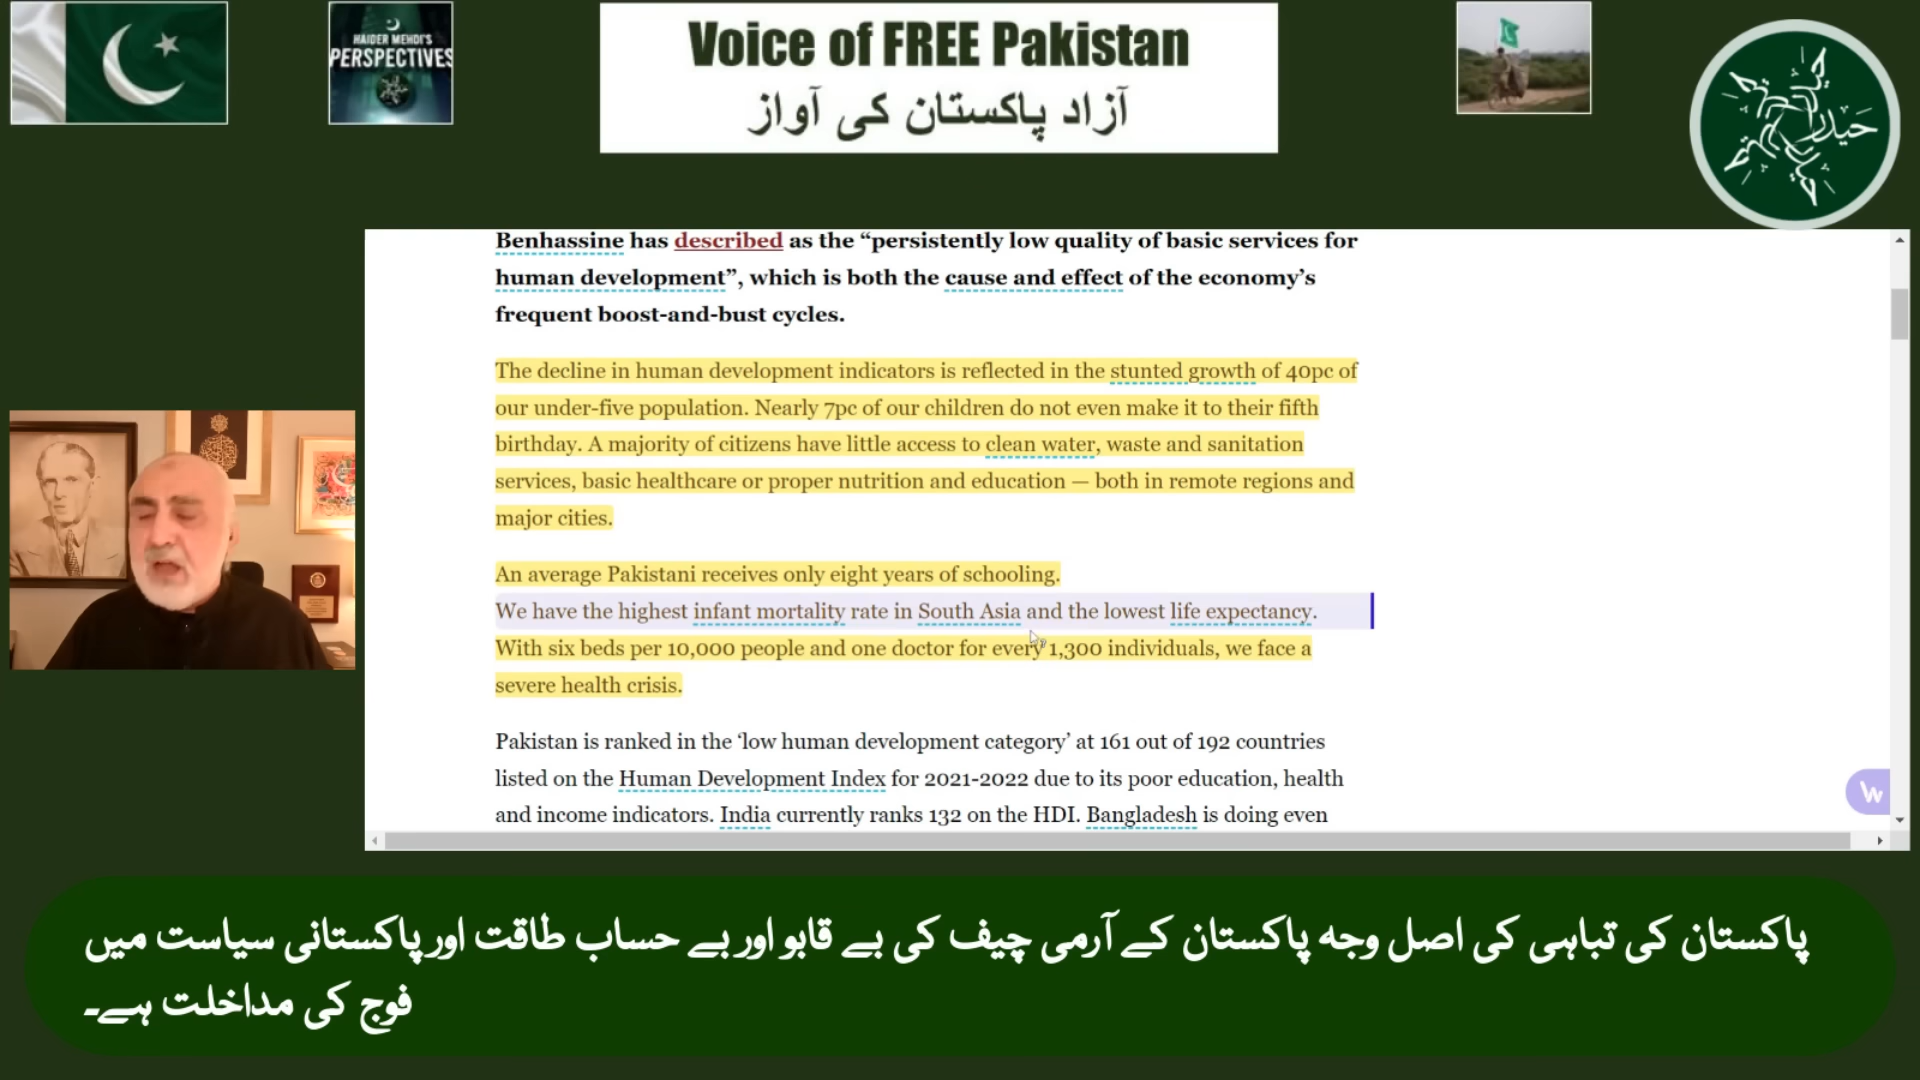 HAIDER MEHDI'S
PERSPECTIVES
Voice of FREE Pakistan
آزاد پاکستان کی آواز
حیدر
Benhassine has described as the “persistently low quality of basic services for
human development”, which is both the cause and effect of the economy’s
frequent boost-and-bust cycles.
The decline in human development indicators is reflected in the stunted growth of 40pc of
our under-five population. Nearly 7pc of our children do not even make it to their fifth
birthday. A majority of citizens have little access to clean water, waste and sanitation
services, basic healthcare or proper nutrition and education — both in remote regions and
major cities.
An average Pakistani receives only eight years of schooling.
We have the highest infant mortality rate in South Asia and the lowest life expectancy.
With six beds per 10,000 people and one doctor for every 1,300 individuals, we face a
severe health crisis.
Pakistan is ranked in the ‘low human development category’ at 161 out of 192 countries
listed on the Human Development Index for 2021-2022 due to its poor education, health
and income indicators. India currently ranks 132 on the HDI. Bangladesh is doing even
پاکستان کی تباہی کی اصل وجہ پاکستان کے آرمی چیف کی بے قابو اور بے حساب طاقت اور پاکستانی سیاست میں
فوج کی مداخلت ہے۔